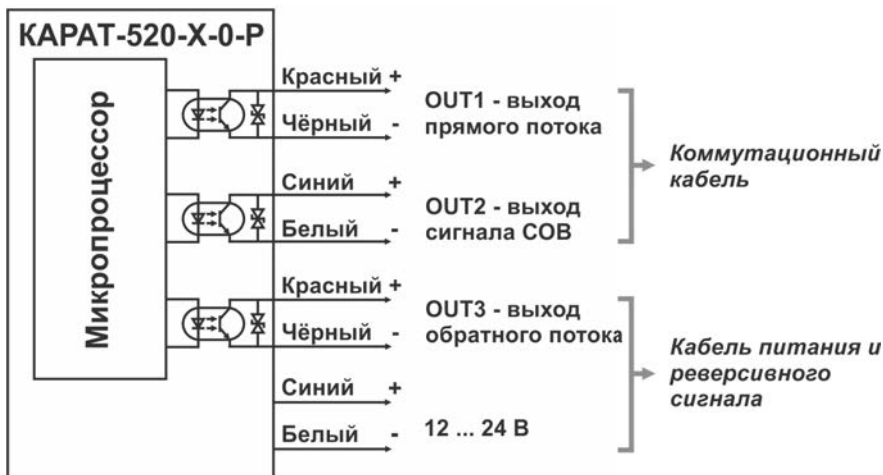 КАРАТ-520-Х-0-Р
Микропроцессор
Красный +
Чёрный -
OUT1 - выход
прямого потока
Синий +
Белый -
OUT2 - выход
сигнала СОВ
Коммутационный
кабель
Красный +
Чёрный -
OUT3 - выход
обратного потока
Синий +
Белый -
12 ... 24 В
Кабель питания и
реверсивного
сигнала